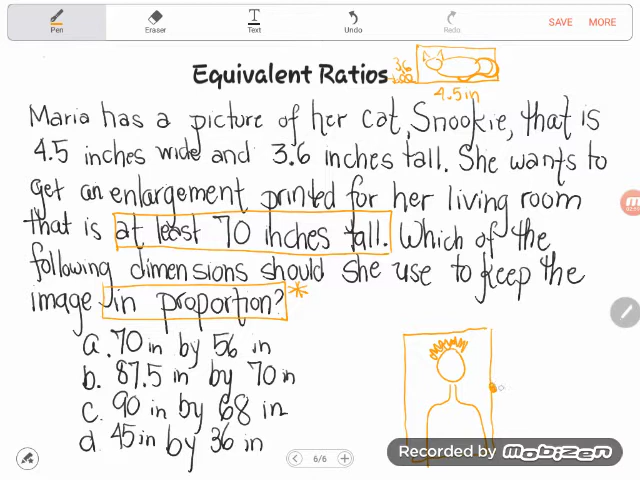 Pen
Eraser
Text
Undo
Redo
SAVE
MORE
Equivalent Ratios
3.6
4.5 in
Maria has a picture of her cat, Snookie, that is
4.5 inches wide and 3.6 inches tall. She wants to
get an enlargement printed for her living room
that is at least 70 inches tall. Which of the
following dimensions should she use to keep the
image in proportion? *
a. 70 in by 56 in
b. 87.5 in by 70 in
c. 90 in by 68 in
d. 45 in by 36 in
6/6
Recorded by Mobizen